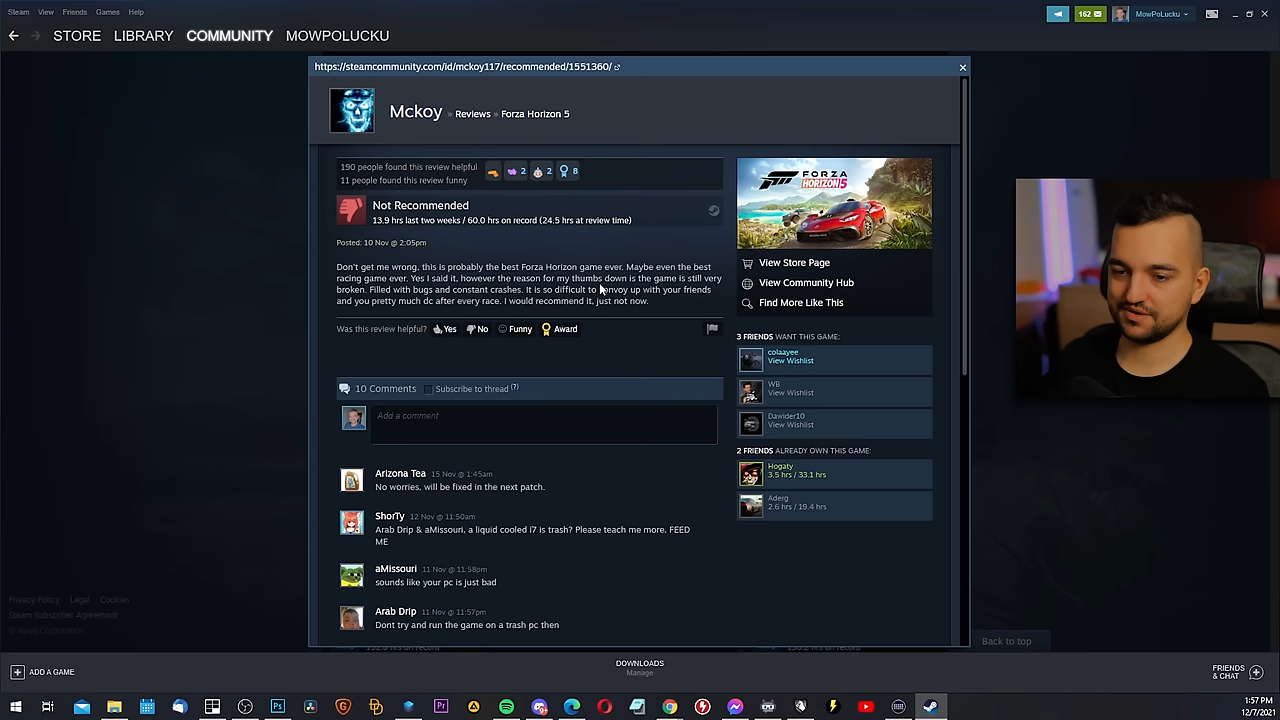 Steam View Friends Games Help
162
MowPoLucku
STORE LIBRARY COMMUNITY MOWPOLUCKU
https://steamcommunity.com/id/mckoy117/recommended/1551360/
Mckoy » Reviews » Forza Horizon 5
190 people found this review helpful
11 people found this review funny
2 2 8
Not Recommended
13.9 hrs last two weeks / 60.0 hrs on record (24.5 hrs at review time)
Posted: 10 Nov @ 2:05pm
Don't get me wrong, this is probably the best Forza Horizon game ever. Maybe even the best
racing game ever. Yes I said it. however the reason for my thumbs down is the game is still very
broken. Filled with bugs and constant crashes. It is so difficult to convoy up with your friends
and you pretty much dc after every race. I would recommend it, just not now.
Was this review helpful? Yes No Funny Award
FORZA
HORIZON 5
View Store Page
View Community Hub
Find More Like This
3 FRIENDS WANT THIS GAME:
colaayee
View Wishlist
WB
View Wishlist
Dawider10
View Wishlist
2 FRIENDS ALREADY OWN THIS GAME:
Hogaty
3.5 hrs / 33.1 hrs
Aderg
2.6 hrs / 19.4 hrs
10 Comments Subscribe to thread (?)
Add a comment
Arizona Tea 15 Nov @ 1:45am
No worries, will be fixed in the next patch.
ShorTy 12 Nov @ 11:50am
Arab Drip & aMissouri, a liquid cooled i7 is trash? Please teach me more. FEED
ME
aMissouri 11 Nov @ 11:58pm
sounds like your pc is just bad
Arab Drip 11 Nov @ 11:57pm
Dont try and run the game on a trash pc then
Privacy Policy Legal Cookies
Steam Subscriber Agreement
© Valve Corporation
Back to top
ADD A GAME
DOWNLOADS
Manage
FRIENDS
& CHAT
1:57 PM
12/7/2021